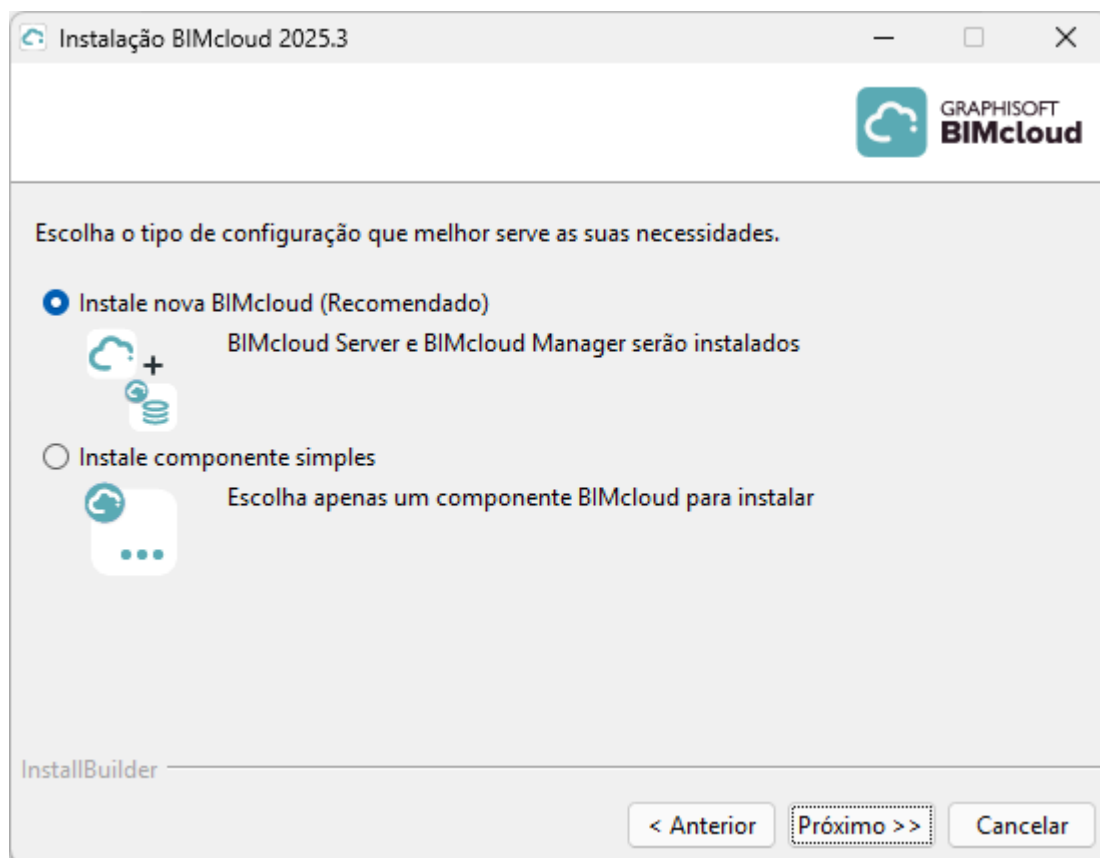 Instalação BIMcloud 2025.3
GRAPHISOFT
BIMcloud
Escolha o tipo de configuração que melhor serve as suas necessidades.
Instale nova BIMcloud (Recomendado)
BIMcloud Server e BIMcloud Manager serão instalados
Instale componente simples
Escolha apenas um componente BIMcloud para instalar
InstallBuilder
< Anterior
Próximo >>
Cancelar